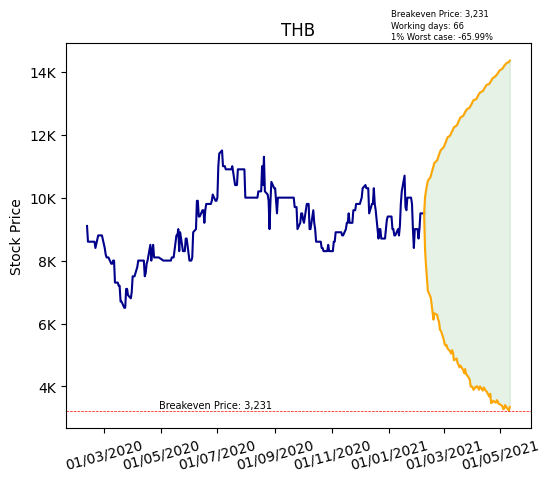 Breakeven Price: 3,231
Working days: 66
1% Worst case: -65.99%
THB
Stock Price
14K
12K
10K
8K
6K
4K
Breakeven Price: 3,231
01/03/2020
01/05/2020
01/07/2020
01/09/2020
01/11/2020
01/01/2021
01/03/2021
01/05/2021